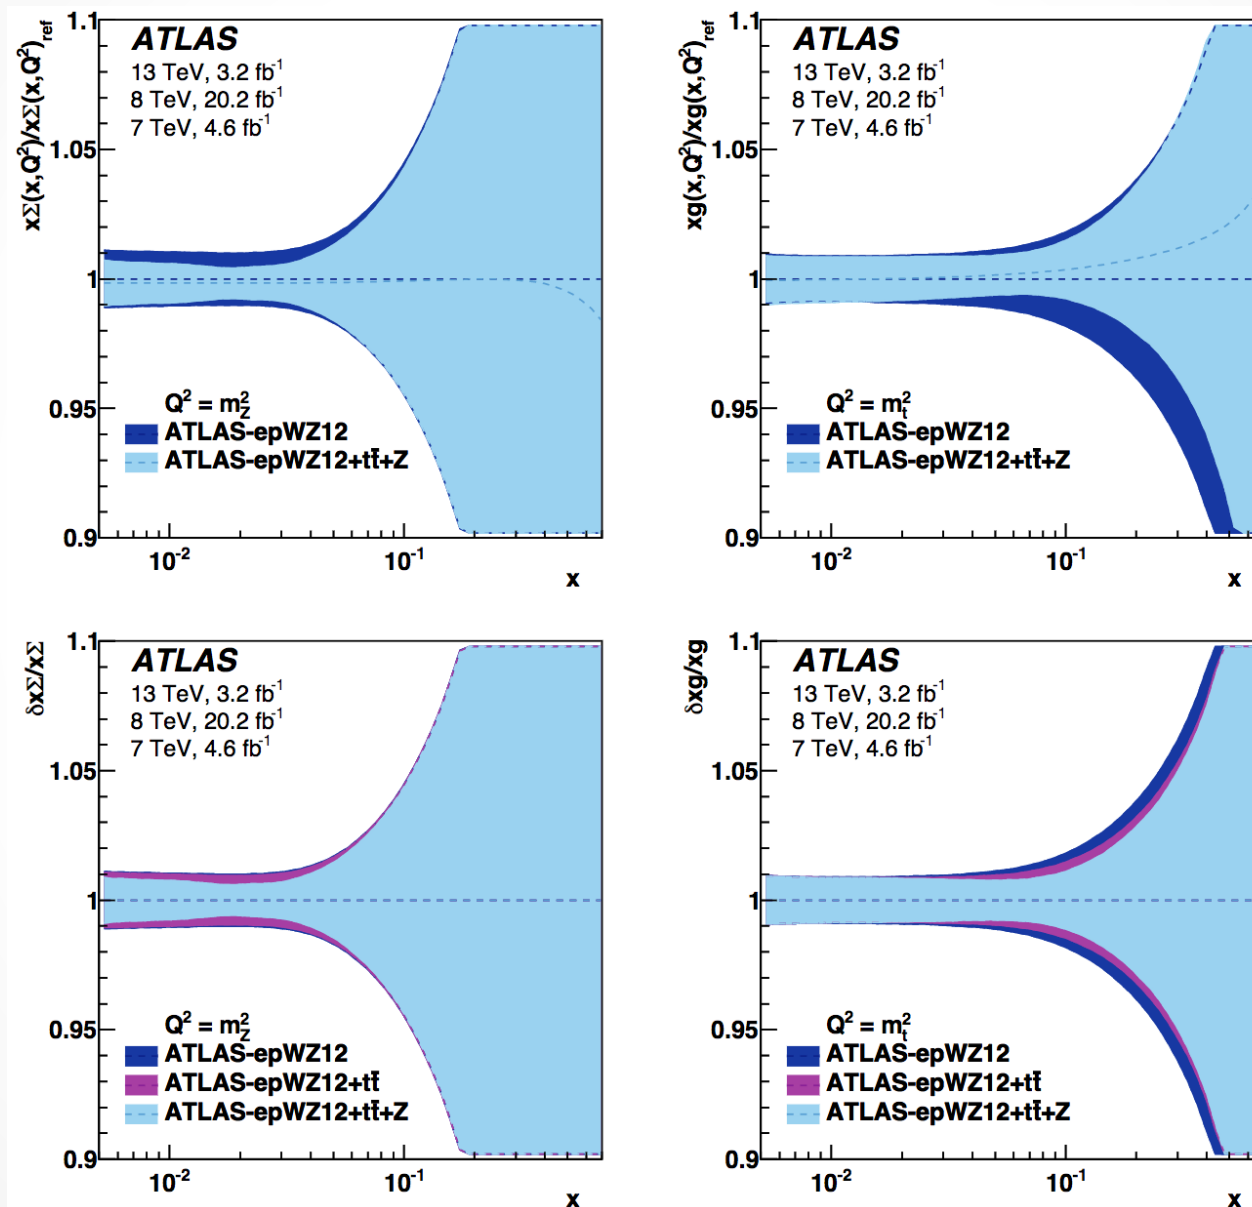 xΣ(x,Q²)/xΣ(x,Q²)ref
1.1
1.05
1
0.95
0.9
ATLAS
13 TeV, 3.2 fb⁻¹
8 TeV, 20.2 fb⁻¹
7 TeV, 4.6 fb⁻¹
Q² = m²Z
ATLAS-epWZ12
ATLAS-epWZ12+tt̄+Z
10⁻²
10⁻¹
x
xg(x,Q²)/xg(x,Q²)ref
1.1
1.05
1
0.95
0.9
ATLAS
13 TeV, 3.2 fb⁻¹
8 TeV, 20.2 fb⁻¹
7 TeV, 4.6 fb⁻¹
Q² = m²t
ATLAS-epWZ12
ATLAS-epWZ12+tt̄+Z
10⁻²
10⁻¹
x
δxΣ/xΣ
1.1
1.05
1
0.95
0.9
ATLAS
13 TeV, 3.2 fb⁻¹
8 TeV, 20.2 fb⁻¹
7 TeV, 4.6 fb⁻¹
Q² = m²Z
ATLAS-epWZ12
ATLAS-epWZ12+tt̄
ATLAS-epWZ12+tt̄+Z
10⁻²
10⁻¹
x
δxg/xg
1.1
1.05
1
0.95
0.9
ATLAS
13 TeV, 3.2 fb⁻¹
8 TeV, 20.2 fb⁻¹
7 TeV, 4.6 fb⁻¹
Q² = m²t
ATLAS-epWZ12
ATLAS-epWZ12+tt̄
ATLAS-epWZ12+tt̄+Z
10⁻²
10⁻¹
x